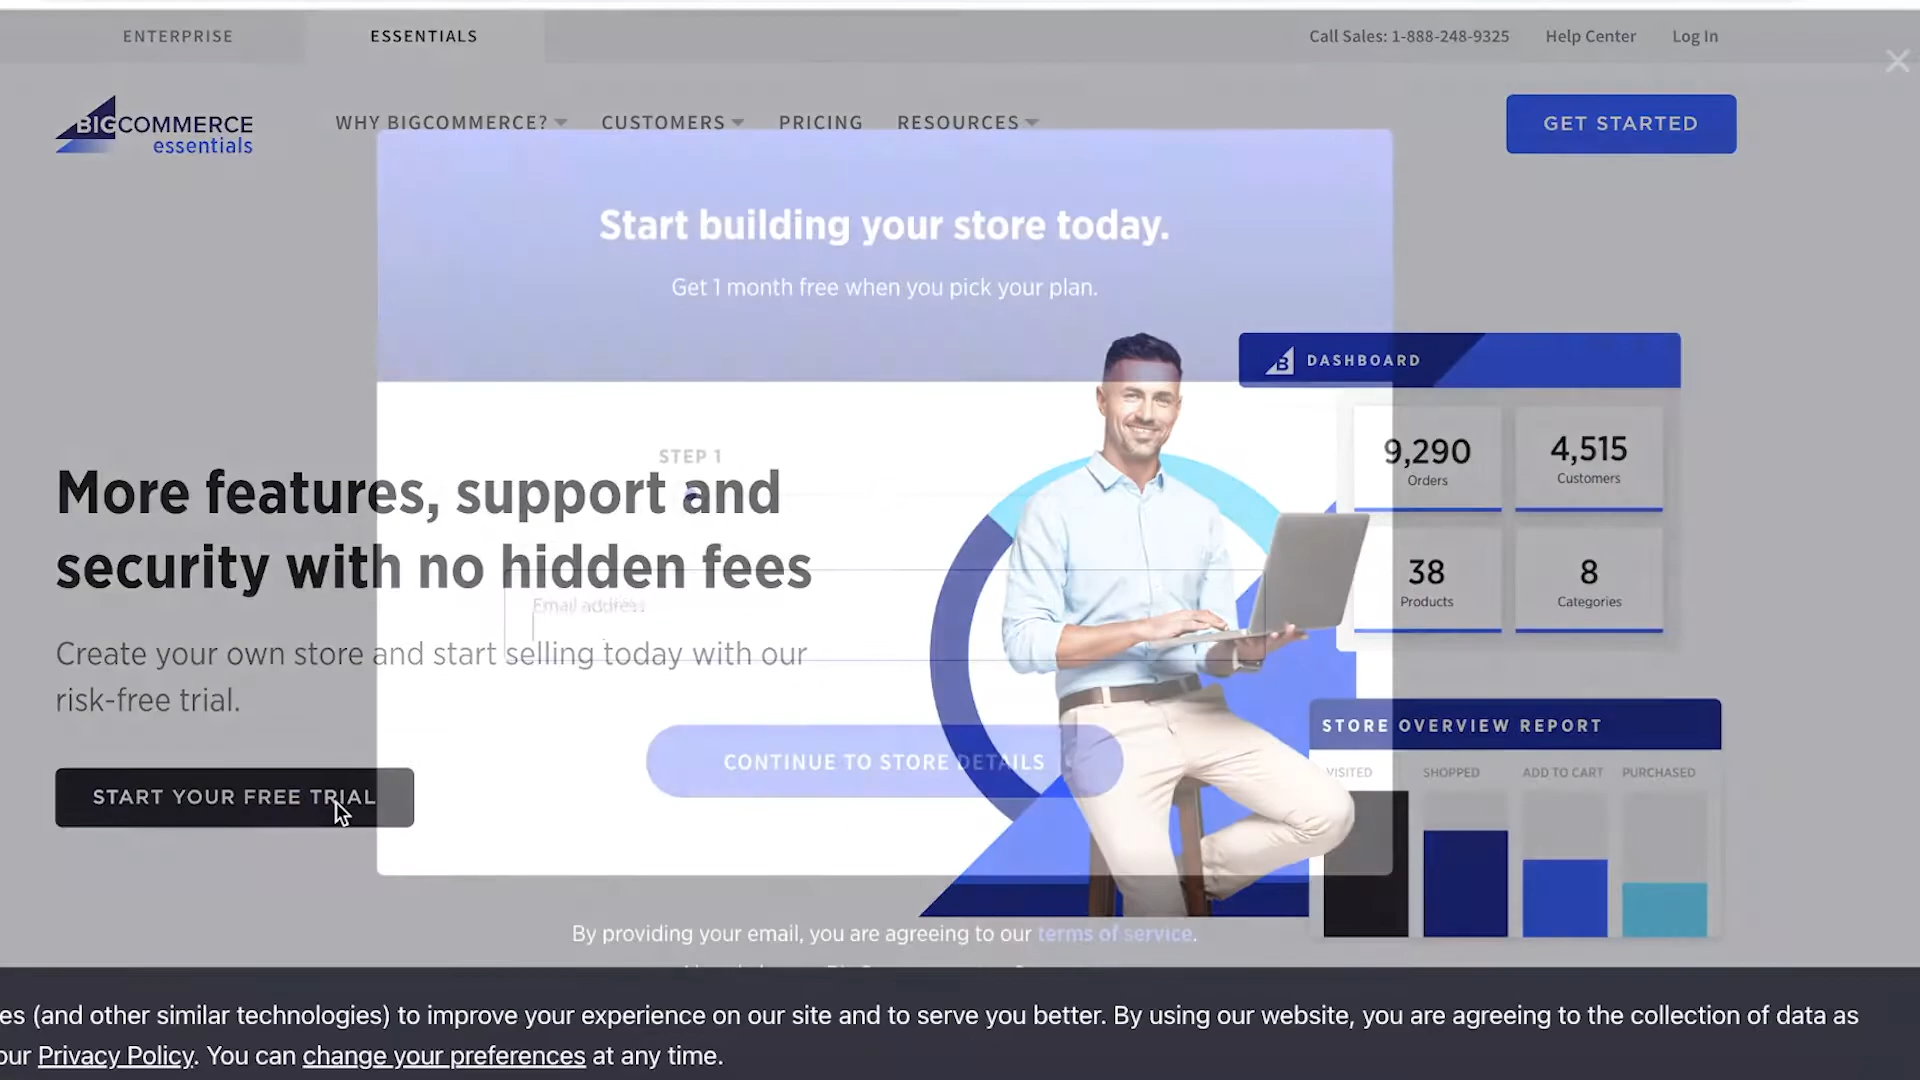 ENTERPRISE
ESSENTIALS
Call Sales: 1-888-248-9325
Help Center
Log In
BIGCOMMERCE
essentials
WHY BIGCOMMERCE?
CUSTOMERS
PRICING
RESOURCES
GET STARTED
Start building your store today.
Get 1 month free when you pick your plan.
B DASHBOARD
9,290
Orders
4,515
Customers
38
Products
8
Categories
STEP 1
More features, support and
security with no hidden fees
Email address
Create your own store and start selling today with our
risk-free trial.
CONTINUE TO STORE DETAILS
START YOUR FREE TRIAL
STORE OVERVIEW REPORT
VISITED
SHOPPED
ADD TO CART
PURCHASED
By providing your email, you are agreeing to our terms of service.
es (and other similar technologies) to improve your experience on our site and to serve you better. By using our website, you are agreeing to the collection of data as
our Privacy Policy. You can change your preferences at any time.